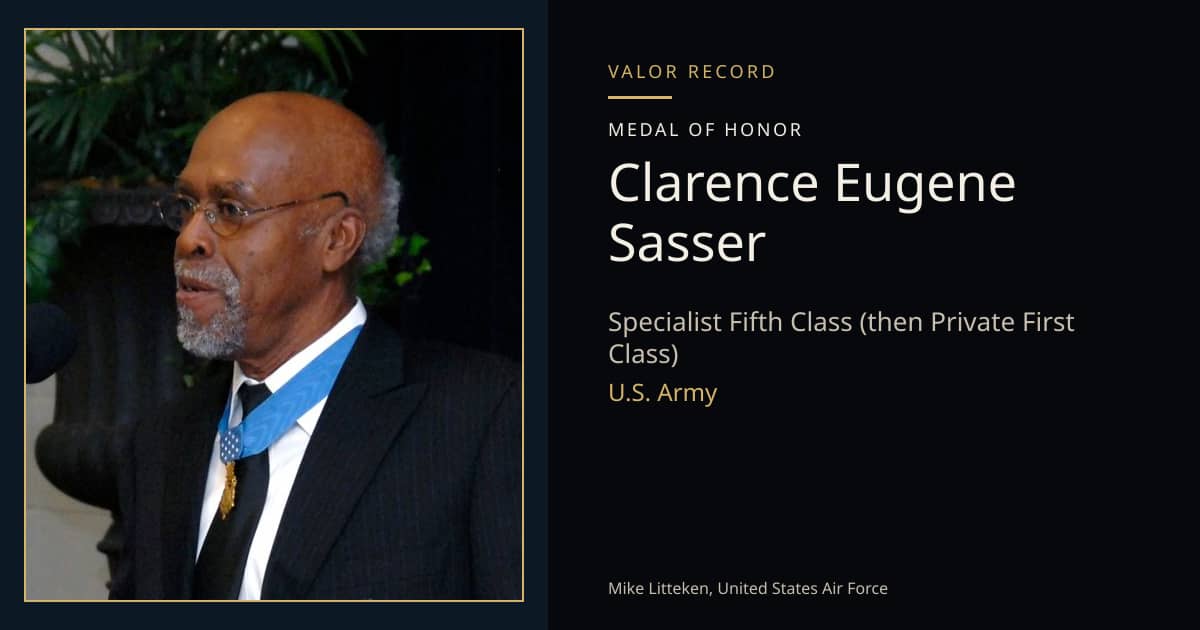 VALOR RECORD
MEDAL OF HONOR
Clarence Eugene
Sasser
Specialist Fifth Class (then Private First
Class)
U.S. Army
Mike Litteken, United States Air Force